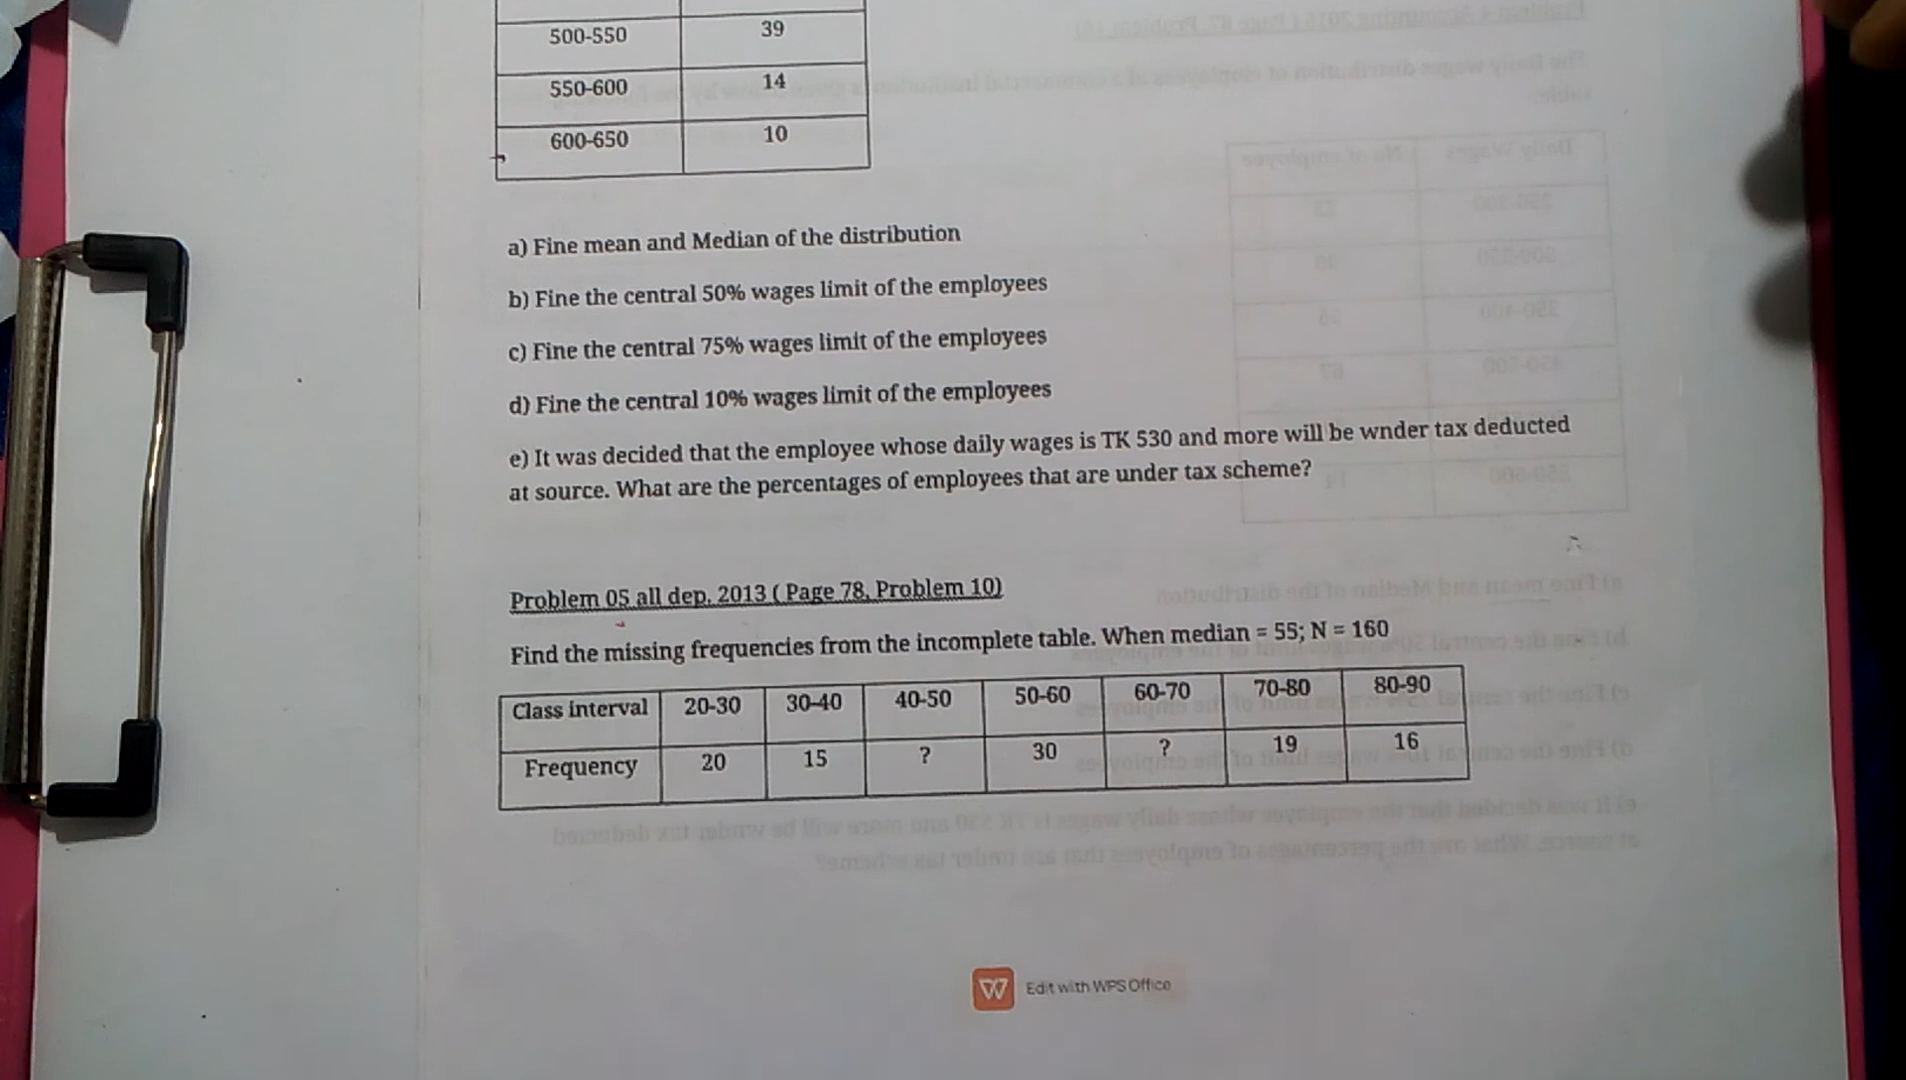 500-550 39
550-600 14
600-650 10
a) Fine mean and Median of the distribution
b) Fine the central 50% wages limit of the employees
c) Fine the central 75% wages limit of the employees
d) Fine the central 10% wages limit of the employees
e) It was decided that the employee whose daily wages is TK 530 and more will be wnder tax deducted
at source. What are the percentages of employees that are under tax scheme?
Problem 05 all dep. 2013 ( Page 78, Problem 10)
Find the missing frequencies from the incomplete table. When median = 55; N = 160
Class interval 20-30 30-40 40-50 50-60 60-70 70-80 80-90
Frequency 20 15 ? 30 ? 19 16
Edit with WPS Office